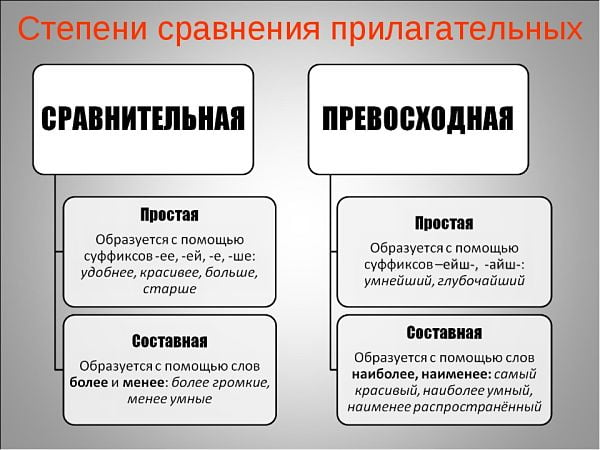 Степени сравнения прилагательных
СРАВНИТЕЛЬНАЯ
Простая
Образуется с помощью
суффиксов -ее, -ей, -е, -ше:
удобнее, красивее, больше,
старше
Составная
Образуется с помощью слов
более и менее: более громкие,
менее умные
ПРЕВОСХОДНАЯ
Простая
Образуется с помощью
суффиксов –ейш-, -айш-:
умнейший, глубочайший
Составная
Образуется с помощью слов
наиболее, наименее: самый
красивый, наиболее умный,
наименее распространённый